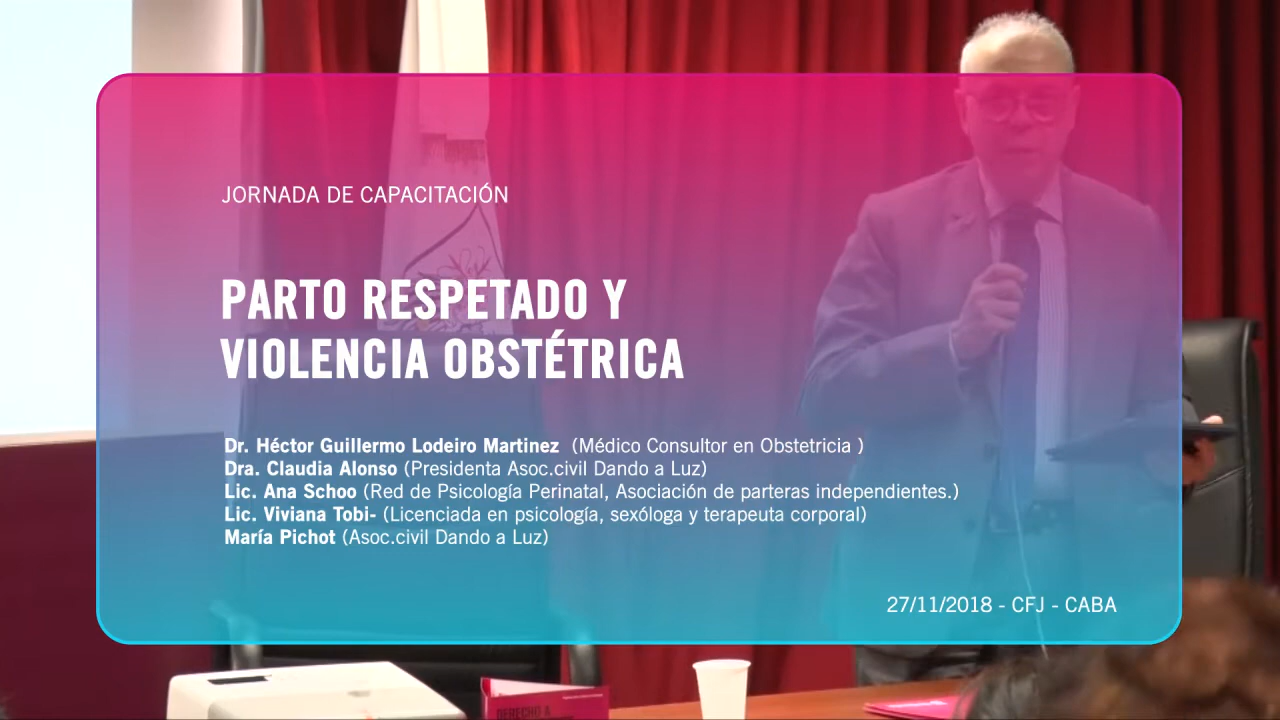 JORNADA DE CAPACITACIÓN
PARTO RESPETADO Y
VIOLENCIA OBSTÉTRICA
Dr. Héctor Guillermo Lodeiro Martinez (Médico Consultor en Obstetricia )
Dra. Claudia Alonso (Presidenta Asoc.civil Dando a Luz)
Lic. Ana Schoo (Red de Psicología Perinatal, Asociación de parteras independientes.)
Lic. Viviana Tobi- (Licenciada en psicología, sexóloga y terapeuta corporal)
María Pichot (Asoc.civil Dando a Luz)
27/11/2018 - CFJ - CABA
DERECHO A